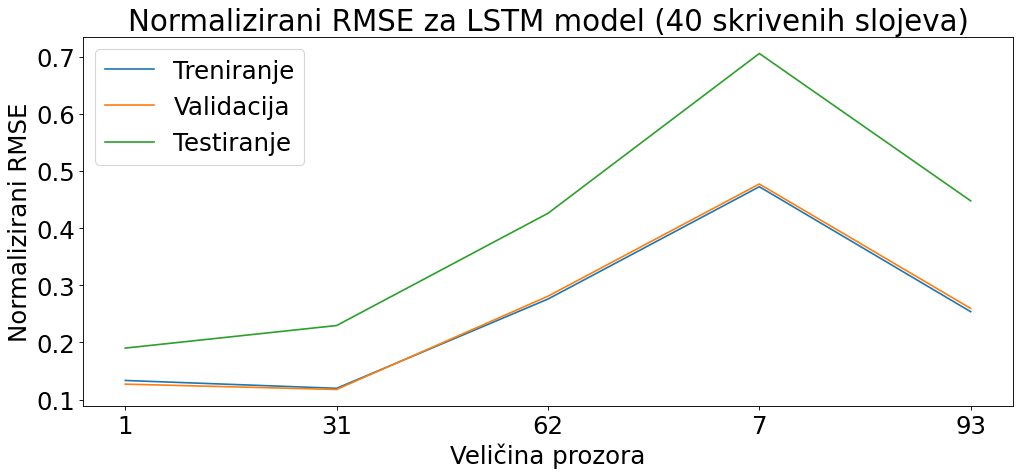 Normalizirani RMSE za LSTM model (40 skrivenih slojeva)
Normalizirani RMSE
0.7
0.6
0.5
0.4
0.3
0.2
0.1
Treniranje
Validacija
Testiranje
1 31 62 7 93
Veličina prozora